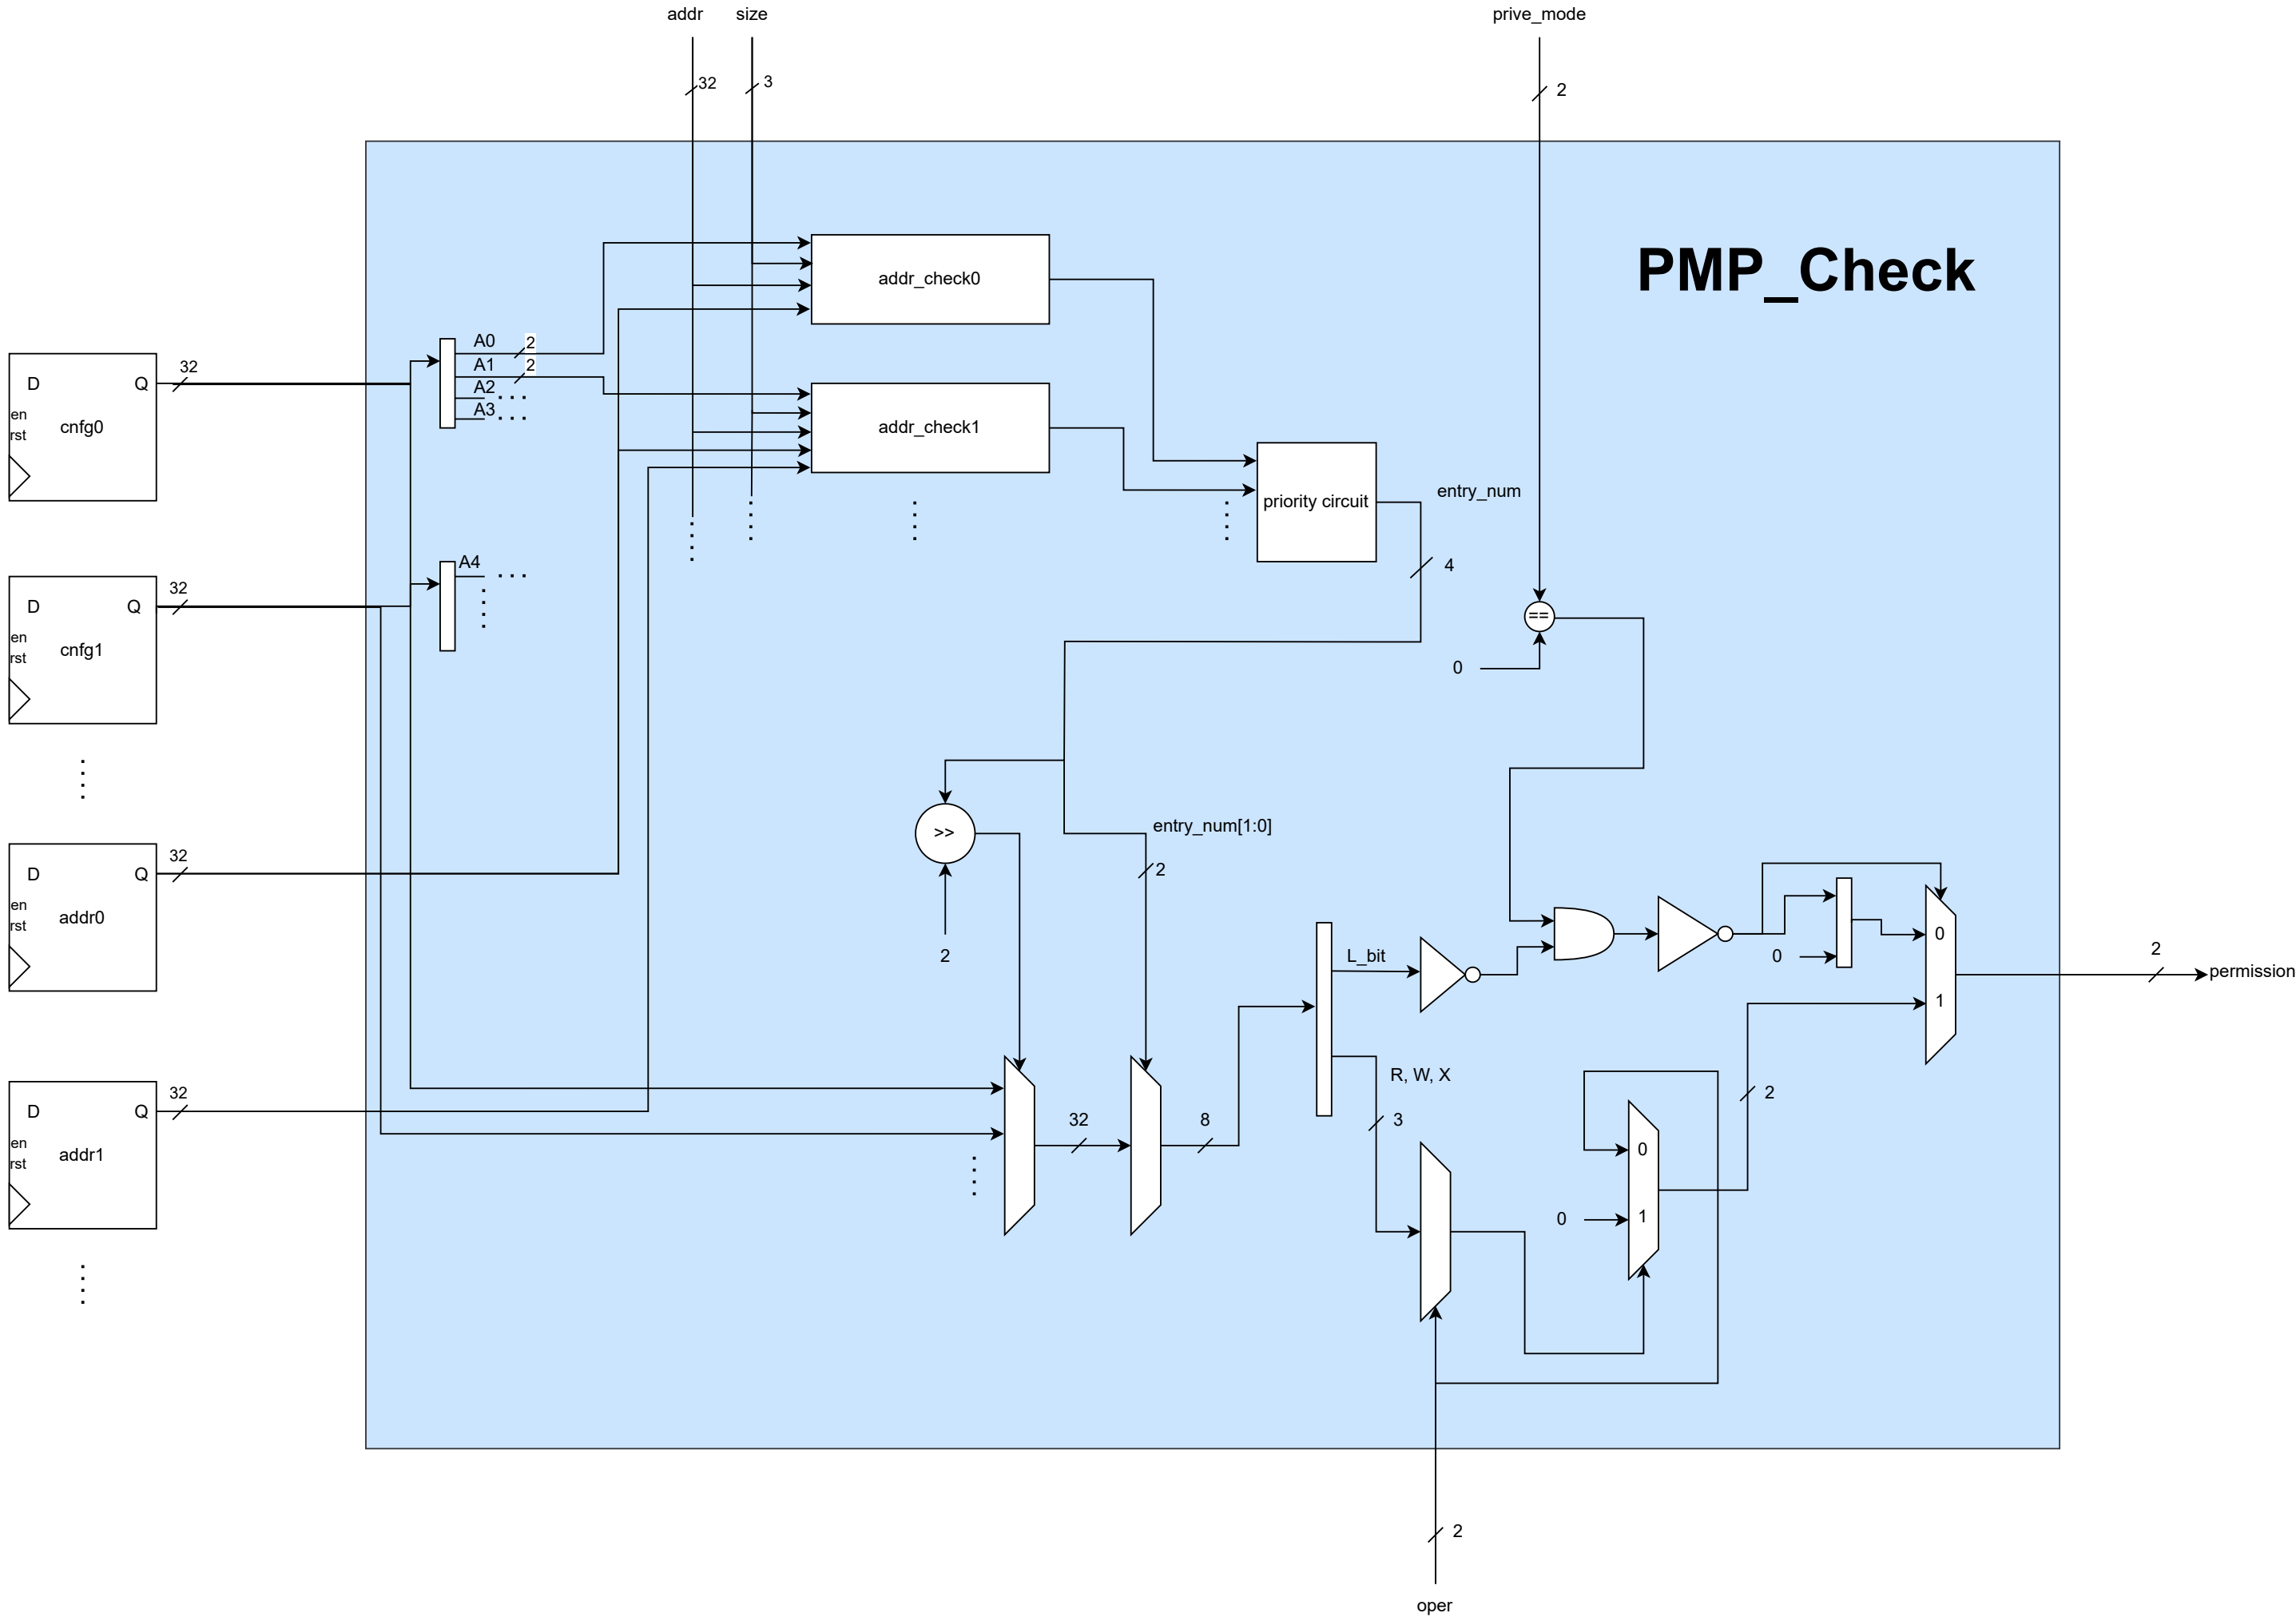 addr
size
prive_mode
32
3
2
PMP_Check
addr_check0
A0
2
A1
2
A2
A3
32
D
Q
en
rst
cnfg0
addr_check1
priority circuit
entry_num
4
A4
32
D
Q
en
rst
cnfg1
==
0
>>
2
entry_num[1:0]
2
32
D
Q
en
rst
addr0
L_bit
0
0
1
2
permission
32
D
Q
en
rst
addr1
R, W, X
32
8
3
2
0
0
1
2
oper